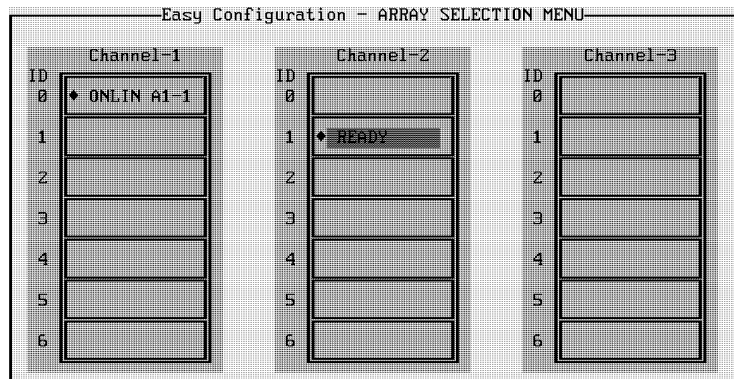 Easy Configuration - ARRAY SELECTION MENU
Channel-1 Channel-2 Channel-3
ID ID ID
0 ♦ ONLIN A1-1 0 0
1 1 ♦ READY 1
2 2 2
3 3 3
4 4 4
5 5 5
6 6 6